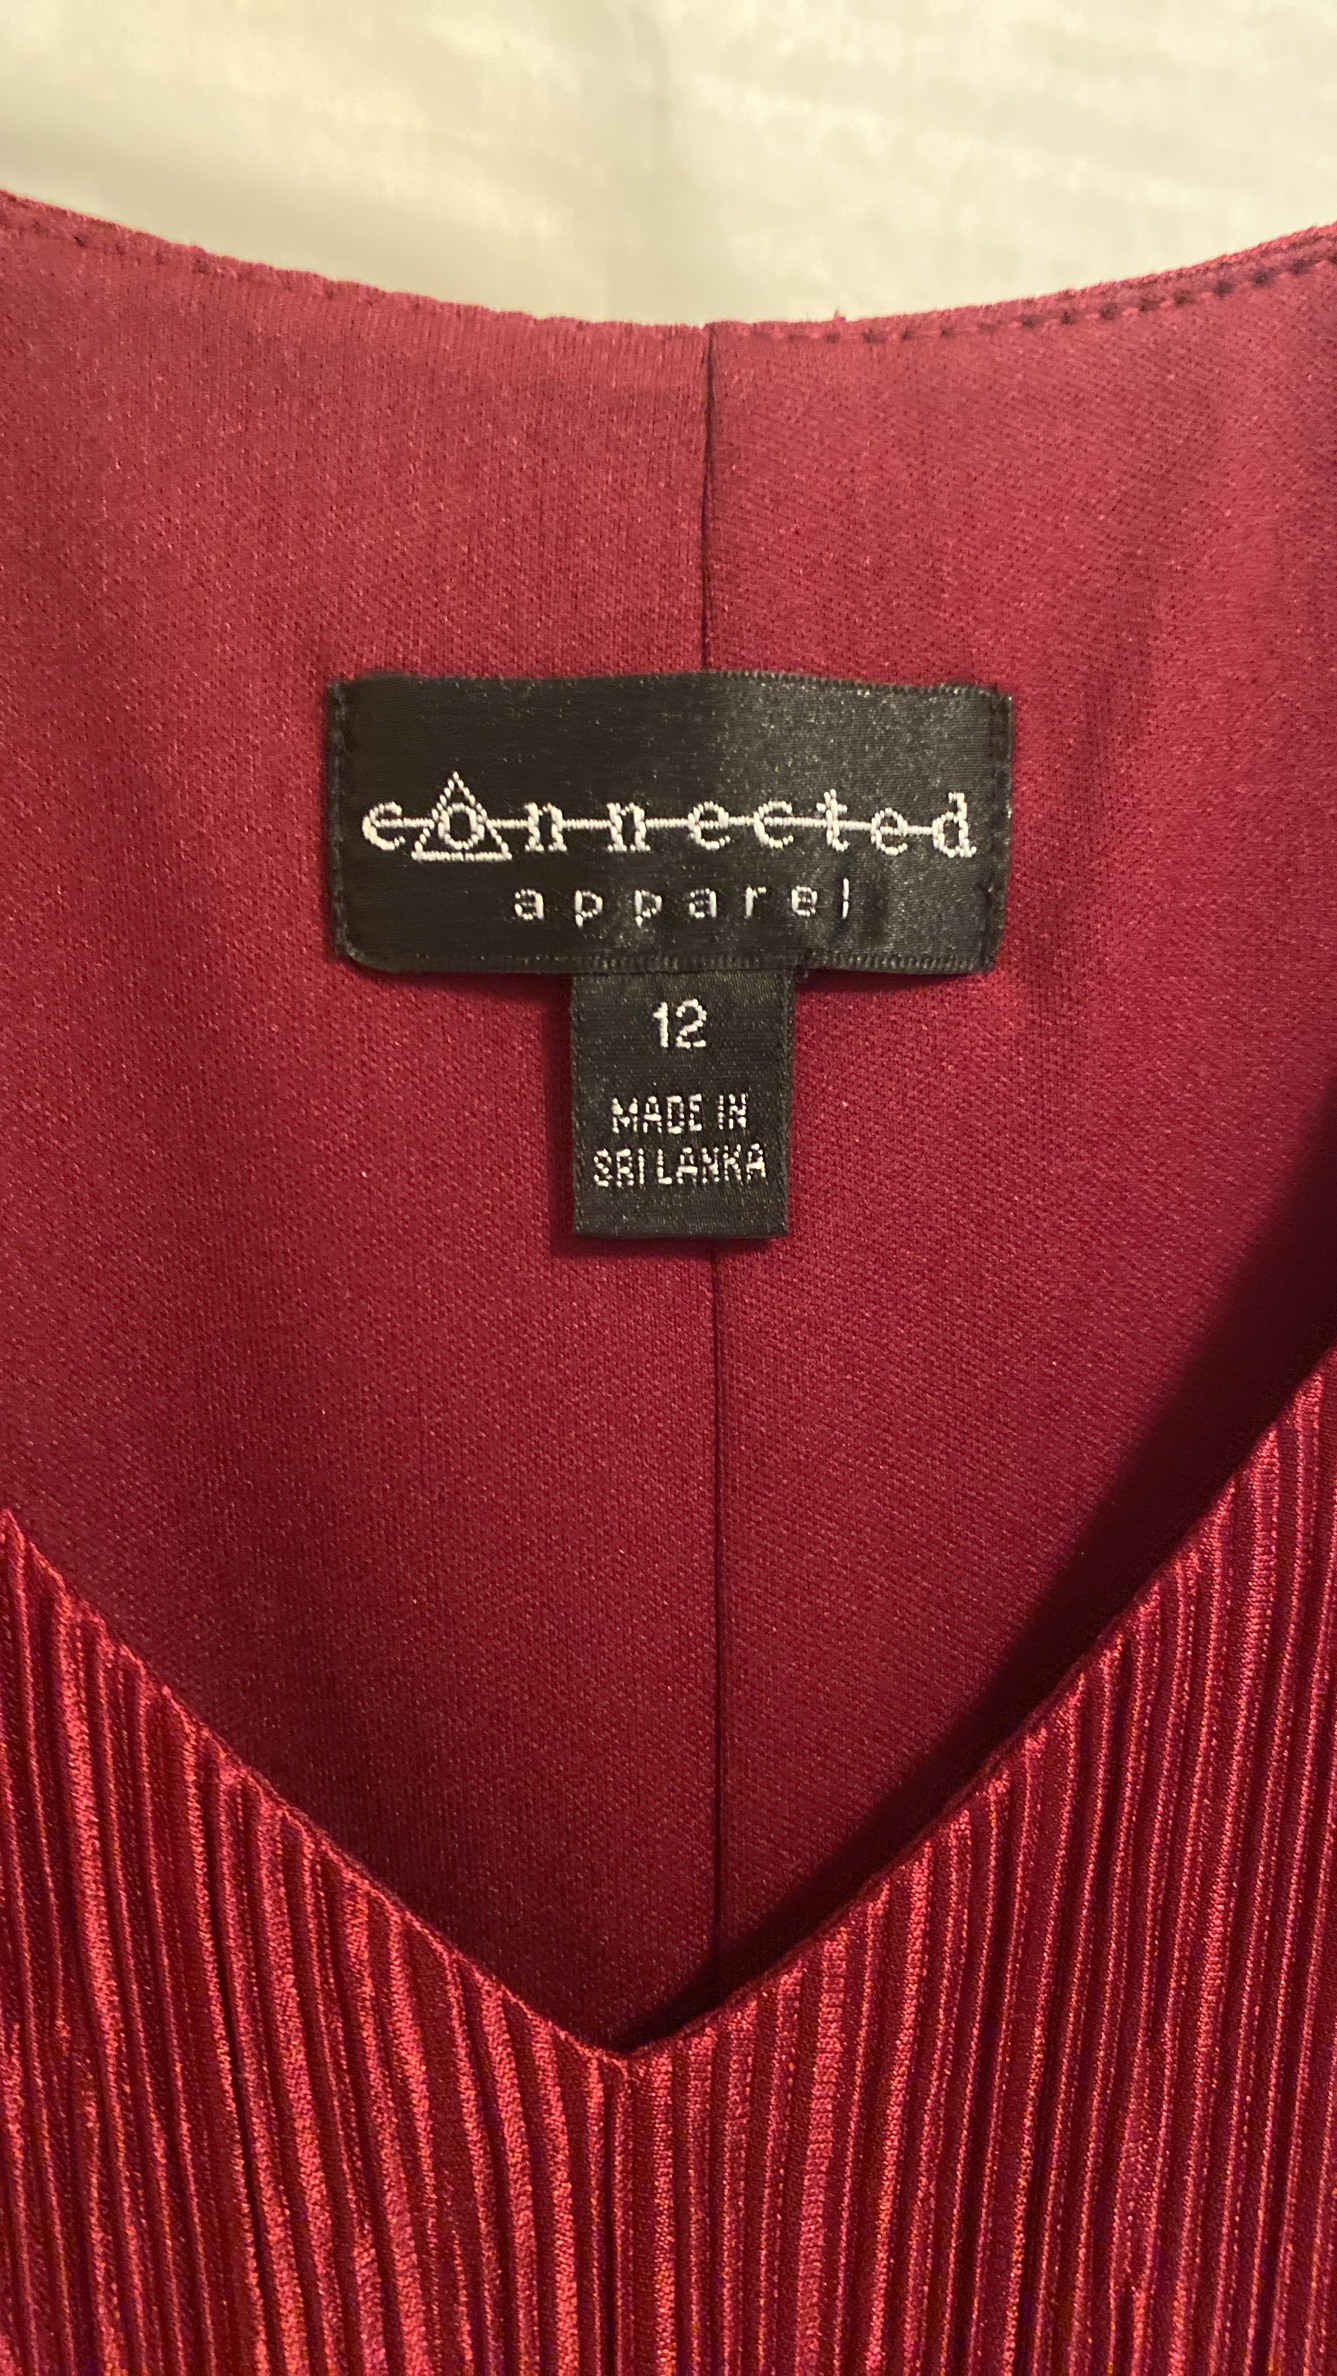 connected
apparel
12
MADE IN
SRI LANKA